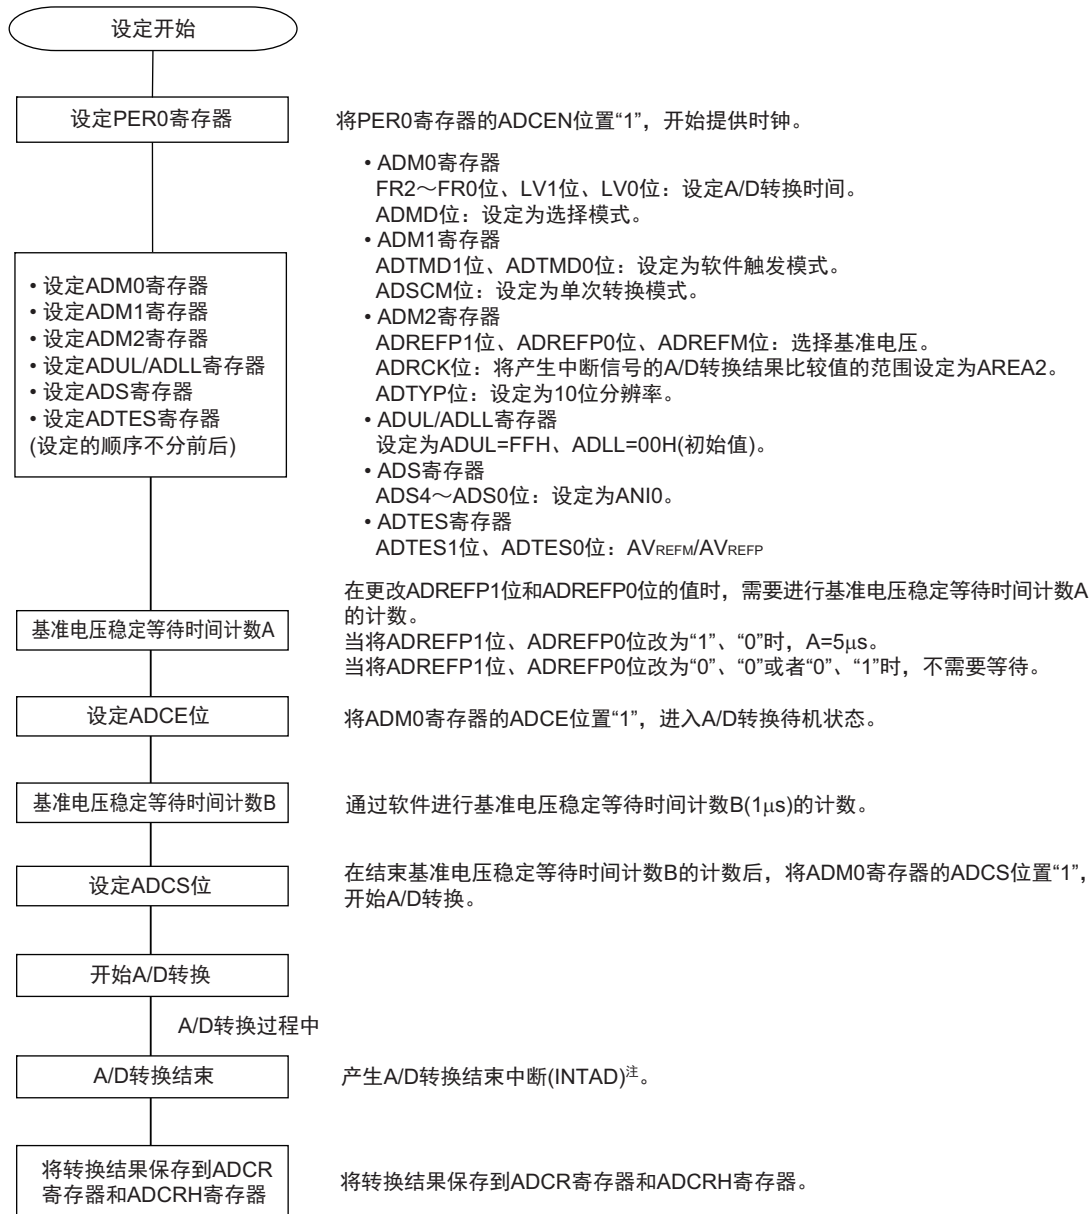 设定开始
设定PER0寄存器
将PER0寄存器的ADCEN位置“1”，开始提供时钟。
• 设定ADM0寄存器
• 设定ADM1寄存器
• 设定ADM2寄存器
• 设定ADUL/ADLL寄存器
• 设定ADS寄存器
• 设定ADTES寄存器
(设定的顺序不分前后)
• ADM0寄存器
FR2～FR0位、LV1位、LV0位：设定A/D转换时间。
ADMD位：设定为选择模式。
• ADM1寄存器
ADTMD1位、ADTMD0位：设定为软件触发模式。
ADSCM位：设定为单次转换模式。
• ADM2寄存器
ADREFP1位、ADREFP0位、ADREFM位：选择基准电压。
ADRCK位：将产生中断信号的A/D转换结果比较值的范围设定为AREA2。
ADTYP位：设定为10位分辨率。
• ADUL/ADLL寄存器
设定为ADUL=FFH、ADLL=00H(初始值)。
• ADS寄存器
ADS4～ADS0位：设定为ANI0。
• ADTES寄存器
ADTES1位、ADTES0位：AVREFM/AVREFP
基准电压稳定等待时间计数A
在更改ADREFP1位和ADREFP0位的值时，需要进行基准电压稳定等待时间计数A
的计数。
当将ADREFP1位、ADREFP0位改为“1”、“0”时，A=5μs。
当将ADREFP1位、ADREFP0位改为“0”、“0”或者“0”、“1”时，不需要等待。
设定ADCE位
将ADM0寄存器的ADCE位置“1”，进入A/D转换待机状态。
基准电压稳定等待时间计数B
通过软件进行基准电压稳定等待时间计数B(1μs)的计数。
设定ADCS位
在结束基准电压稳定等待时间计数B的计数后，将ADM0寄存器的ADCS位置“1”，
开始A/D转换。
开始A/D转换
A/D转换过程中
A/D转换结束
产生A/D转换结束中断(INTAD)注。
将转换结果保存到ADCR
寄存器和ADCRH寄存器
将转换结果保存到ADCR寄存器和ADCRH寄存器。